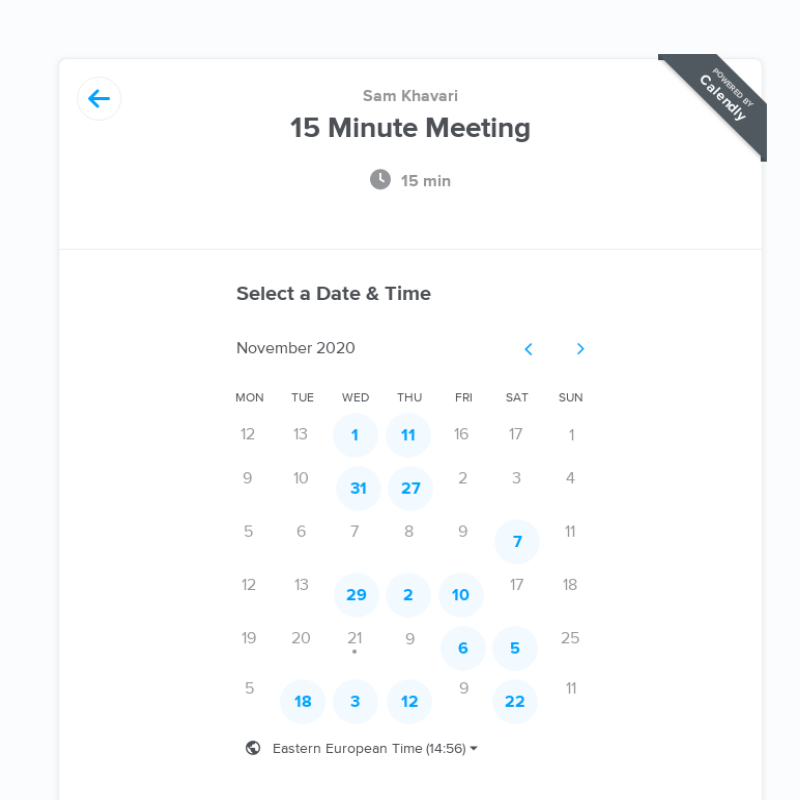 POWERED BY
Calendly
Sam Khavari
15 Minute Meeting
15 min
Select a Date & Time
November 2020
MON TUE WED THU FRI SAT SUN
12 13 1 11 16 17 1
9 10 31 27 2 3 4
5 6 7 8 9 7 11
12 13 29 2 10 17 18
19 20 21 9 6 5 25
5 18 3 12 9 22 11
Eastern European Time (14:56)